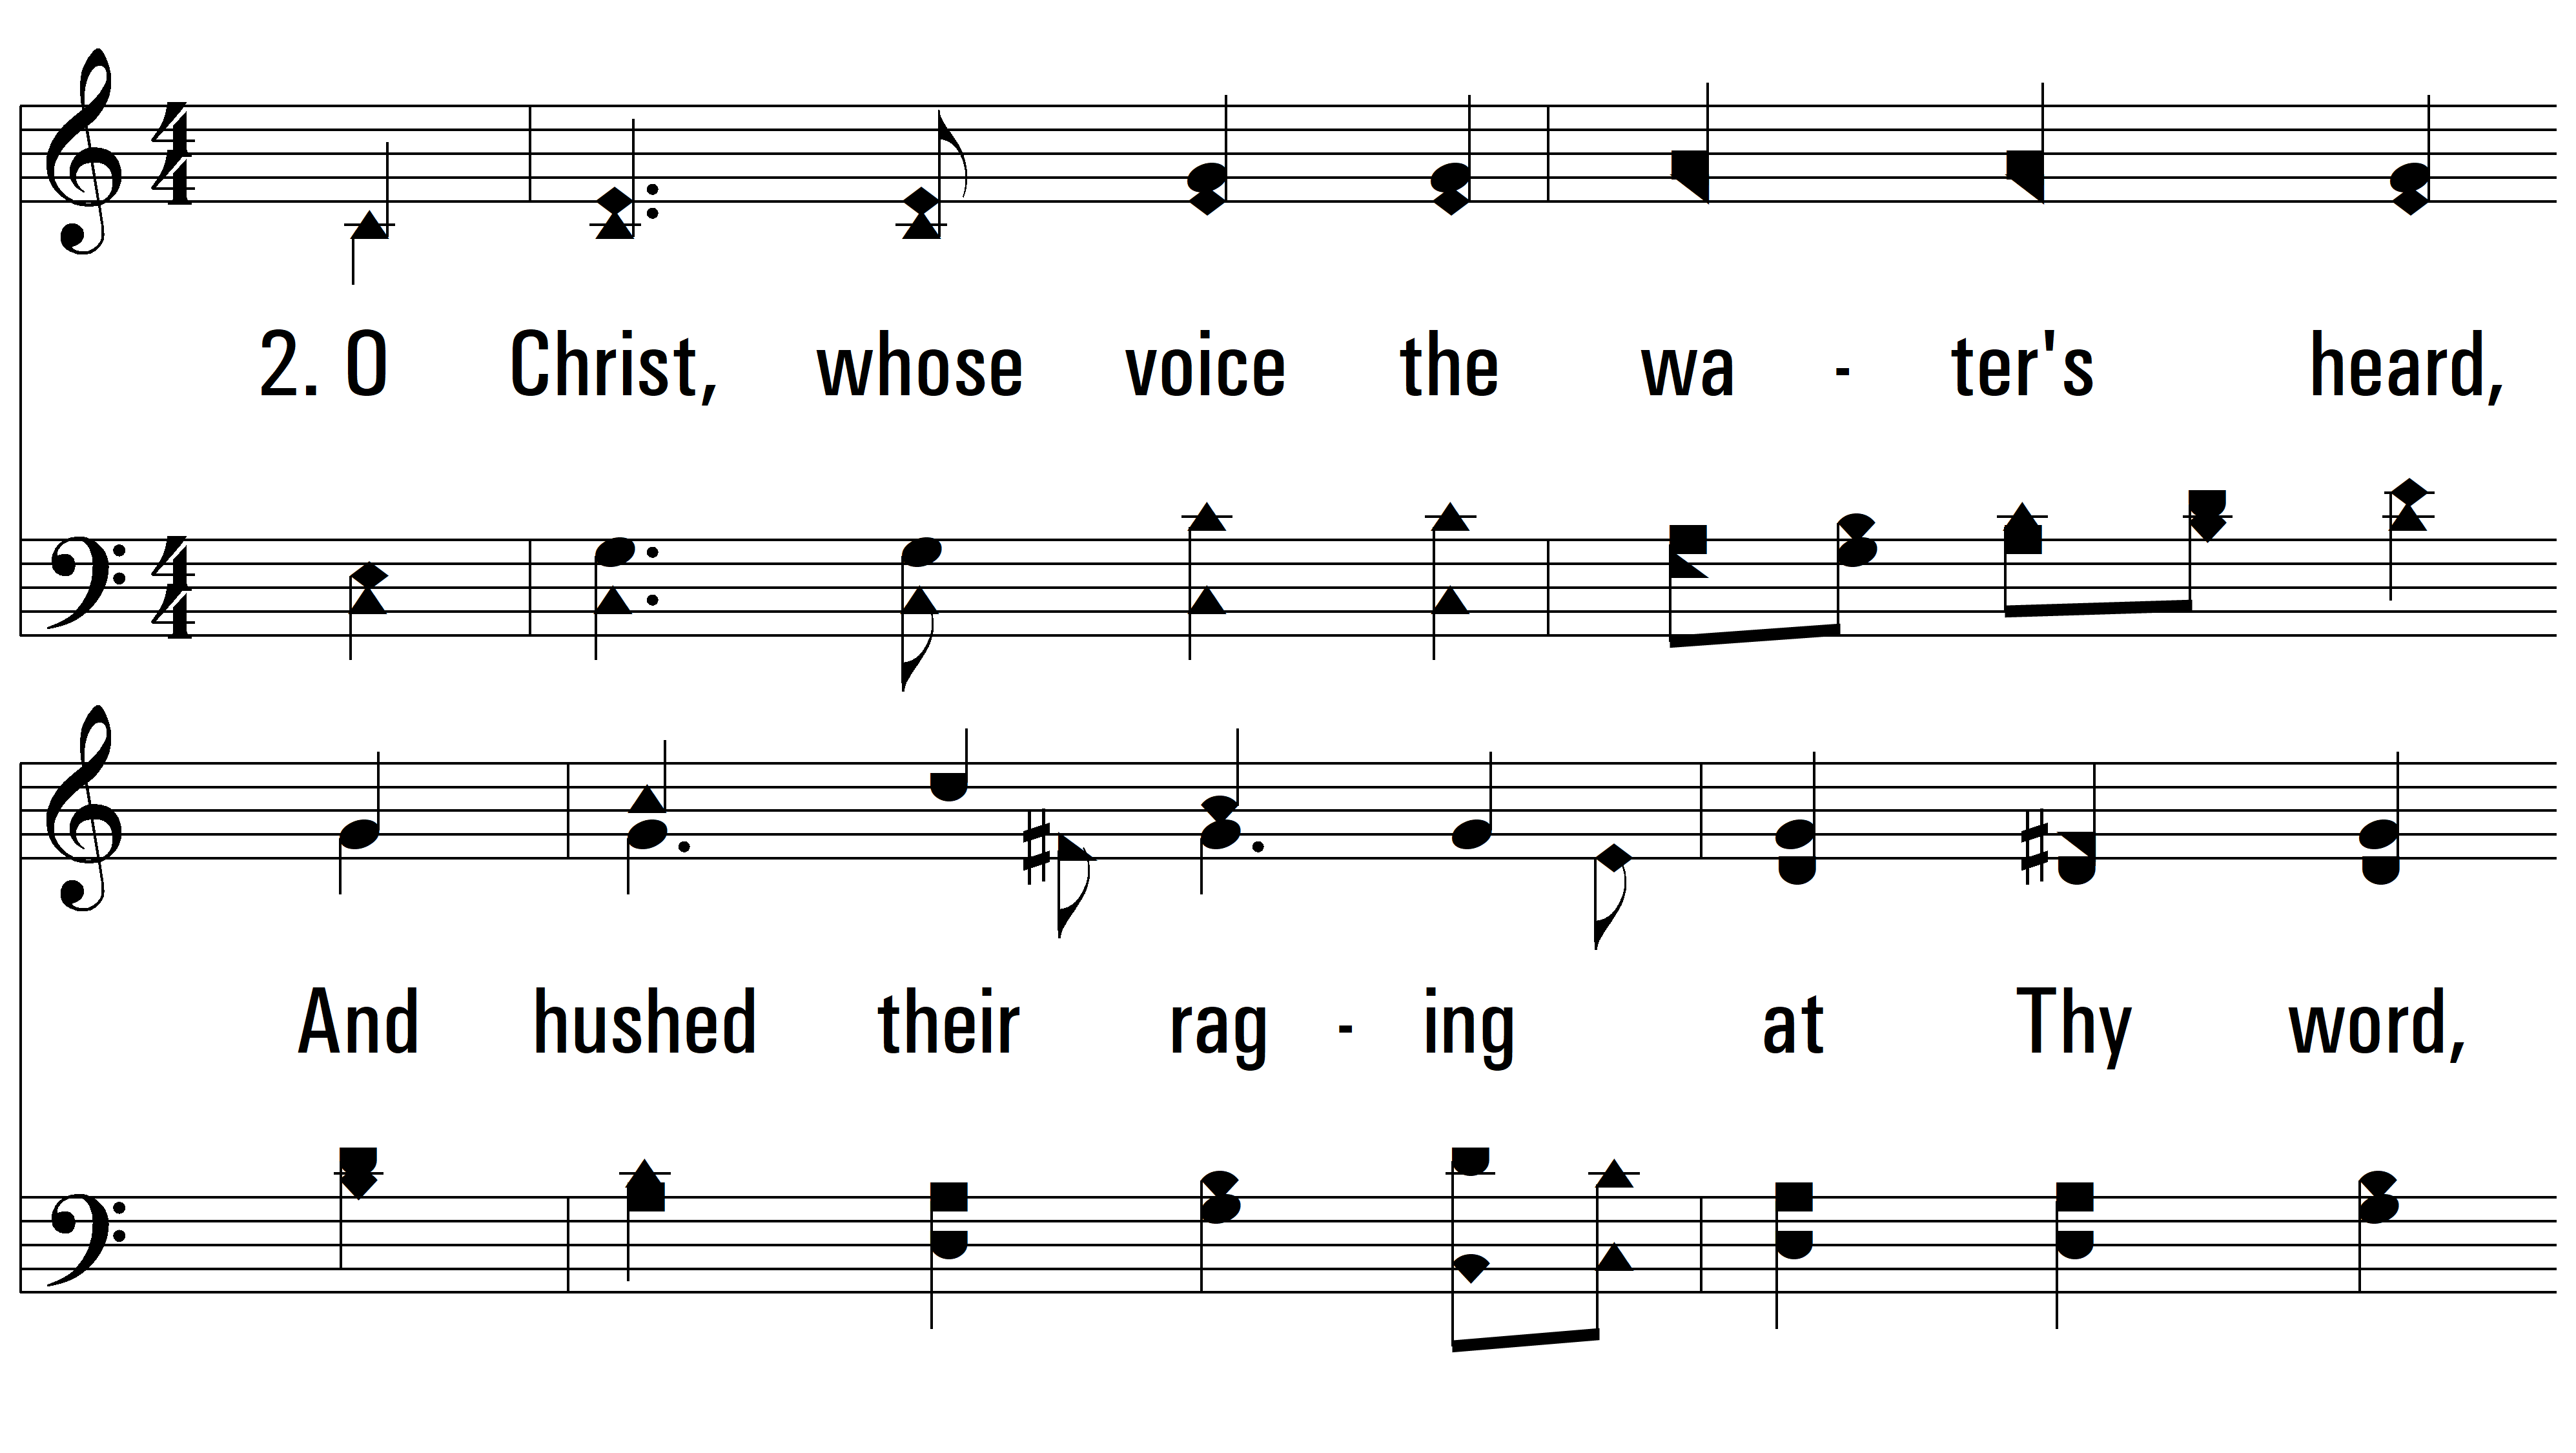 2. O Christ, whose voice the wa - ter's heard,
And hushed their rag - ing at Thy word,